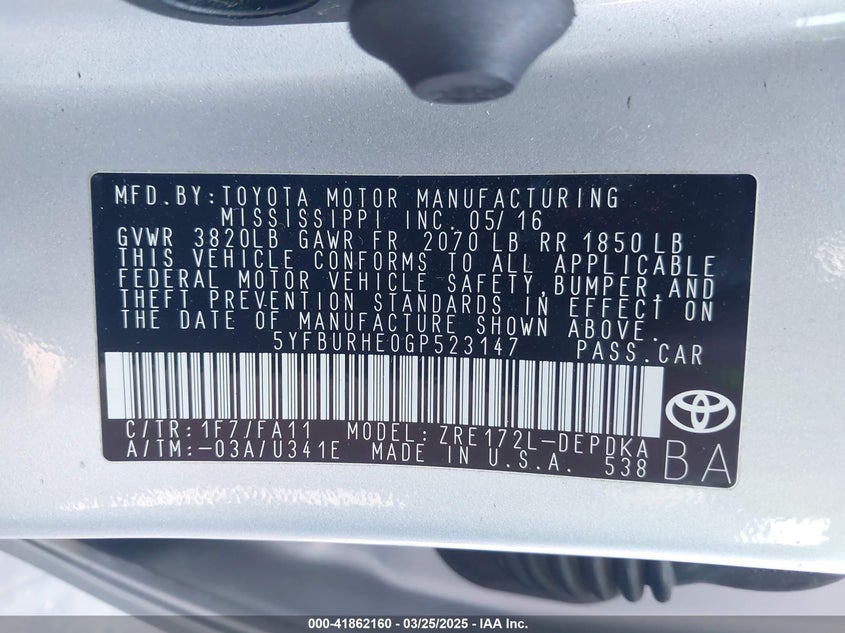 MFD. BY: TOYOTA MOTOR MANUFACTURING
MISSISSIPPI INC. 05/16
GVWR 3820LB GAWR FR 2070 LB RR 1850 LB
THIS VEHICLE CONFORMS TO ALL APPLICABLE
FEDERAL MOTOR VEHICLE SAFETY, BUMPER, AND
THEFT PREVENTION STANDARDS IN EFFECT ON
THE DATE OF MANUFACTURE SHOWN ABOVE.
5YFBURHE0GP523147 PASS. CAR
C/TR: 1F7/FA11 MODEL: ZRE172L-DEPDKA
A/TM: -03A/U341E MADE IN U.S.A. 538
BA
000-41862160 - 03/25/2025 - IAA Inc.